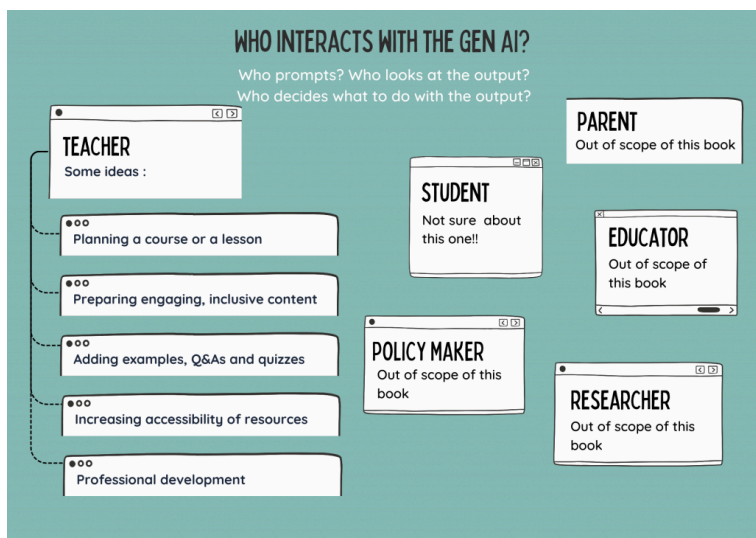 WHO INTERACTS WITH THE GEN AI?
Who prompts? Who looks at the output?
Who decides what to do with the output?
TEACHER
Some ideas :
Planning a course or a lesson
Preparing engaging, inclusive content
Adding examples, Q&As and quizzes
Increasing accessibility of resources
Professional development
STUDENT
Not sure about
this one!!
POLICY MAKER
Out of scope of this
book
PARENT
Out of scope of this book
EDUCATOR
Out of scope of
this book
RESEARCHER
Out of scope of this
book